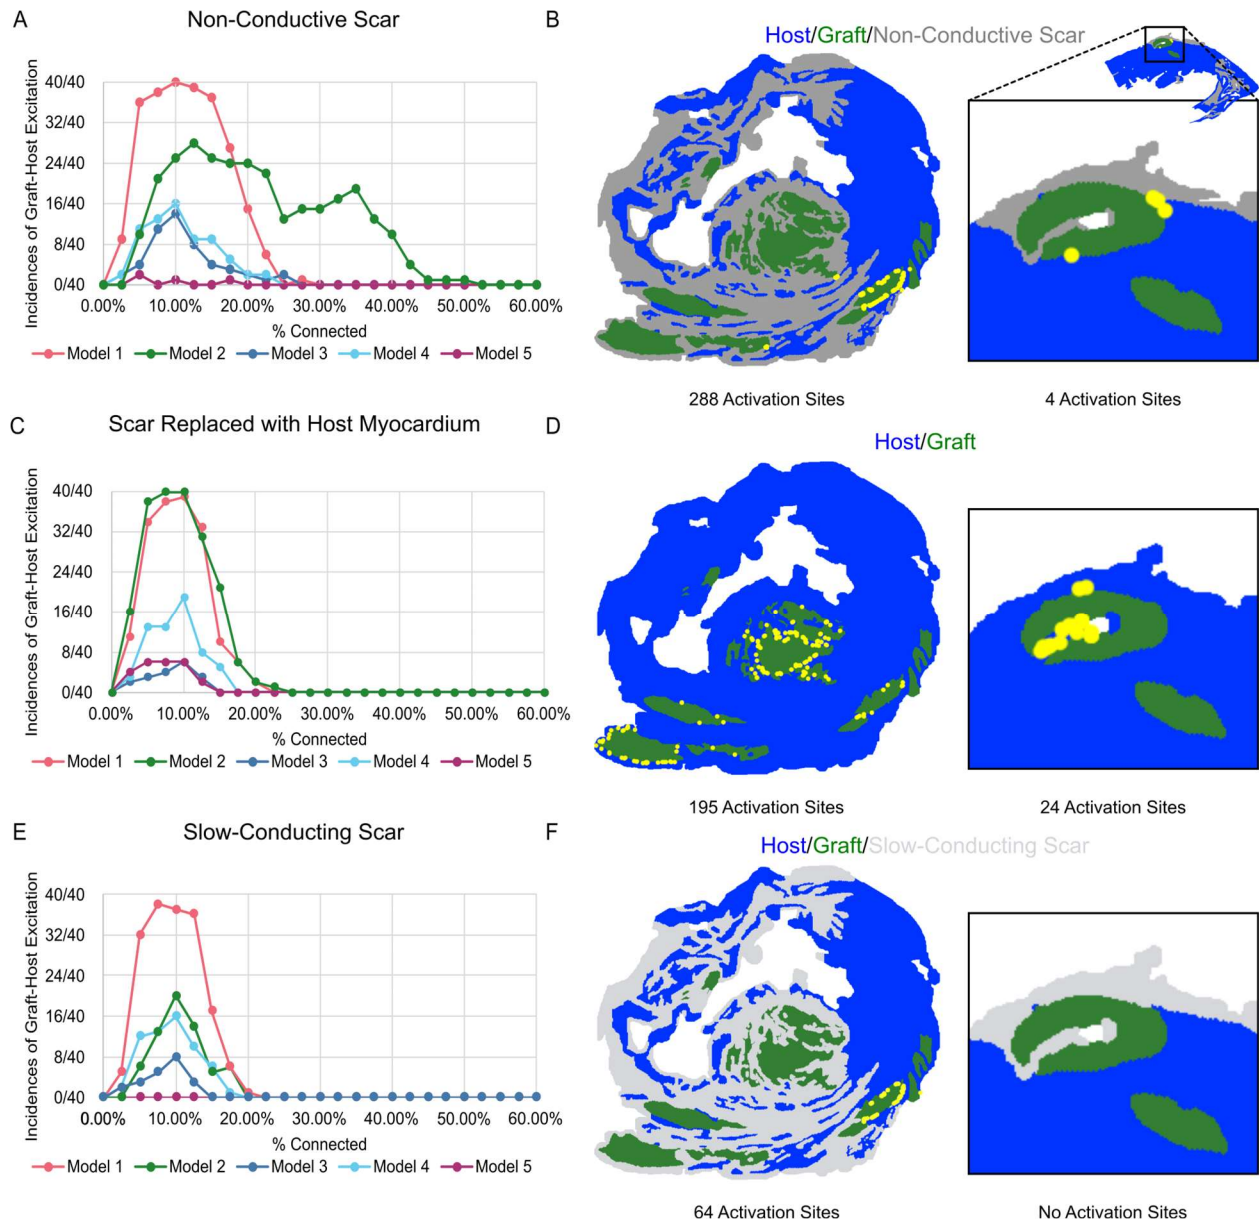 A
Non-Conductive Scar
Incidences of Graft-Host Excitation
40/40
32/40
24/40
16/40
8/40
0/40
0.00% 10.00% 20.00% 30.00% 40.00% 50.00% 60.00%
% Connected
Model 1 Model 2 Model 3 Model 4 Model 5
B
Host/Graft/Non-Conductive Scar
288 Activation Sites
4 Activation Sites
C
Scar Replaced with Host Myocardium
Incidences of Graft-Host Excitation
40/40
32/40
24/40
16/40
8/40
0/40
0.00% 10.00% 20.00% 30.00% 40.00% 50.00% 60.00%
% Connected
Model 1 Model 2 Model 3 Model 4 Model 5
D
Host/Graft
195 Activation Sites
24 Activation Sites
E
Slow-Conducting Scar
Incidences of Graft-Host Excitation
40/40
32/40
24/40
16/40
8/40
0/40
0.00% 10.00% 20.00% 30.00% 40.00% 50.00% 60.00%
% Connected
Model 1 Model 2 Model 3 Model 4 Model 5
F
Host/Graft/Slow-Conducting Scar
64 Activation Sites
No Activation Sites